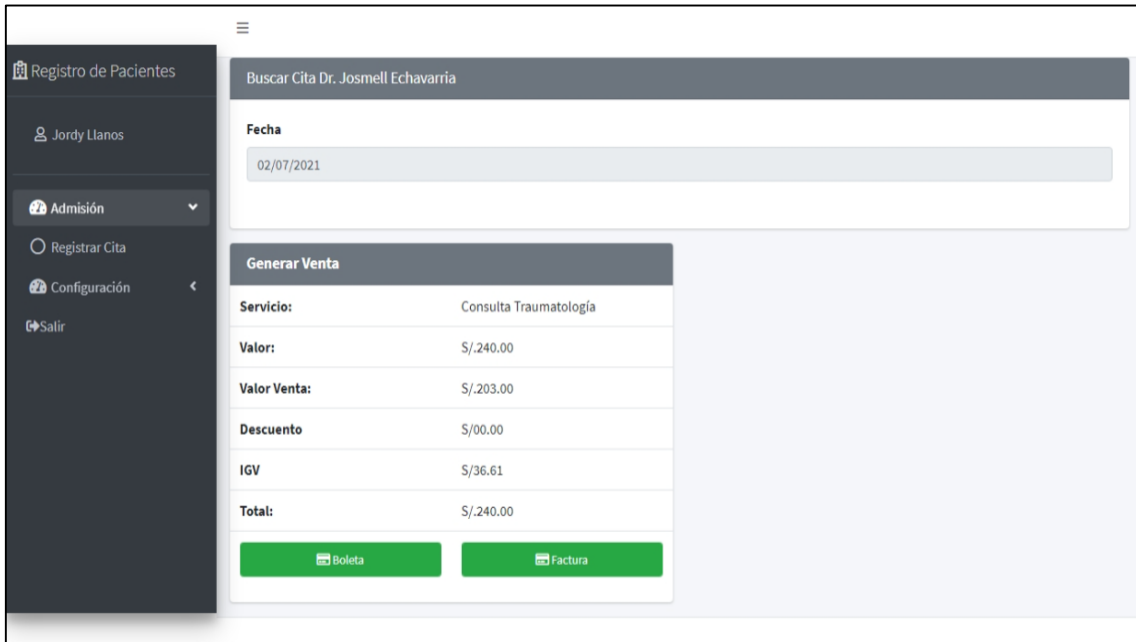 Registro de Pacientes
Jordy Llanos
Admisión
Registrar Cita
Configuración
Salir
Buscar Cita Dr. Josmell Echavarria
Fecha
02/07/2021
Generar Venta
Servicio: Consulta Traumatología
Valor: S/.240.00
Valor Venta: S/.203.00
Descuento S/00.00
IGV S/36.61
Total: S/.240.00
Boleta Factura